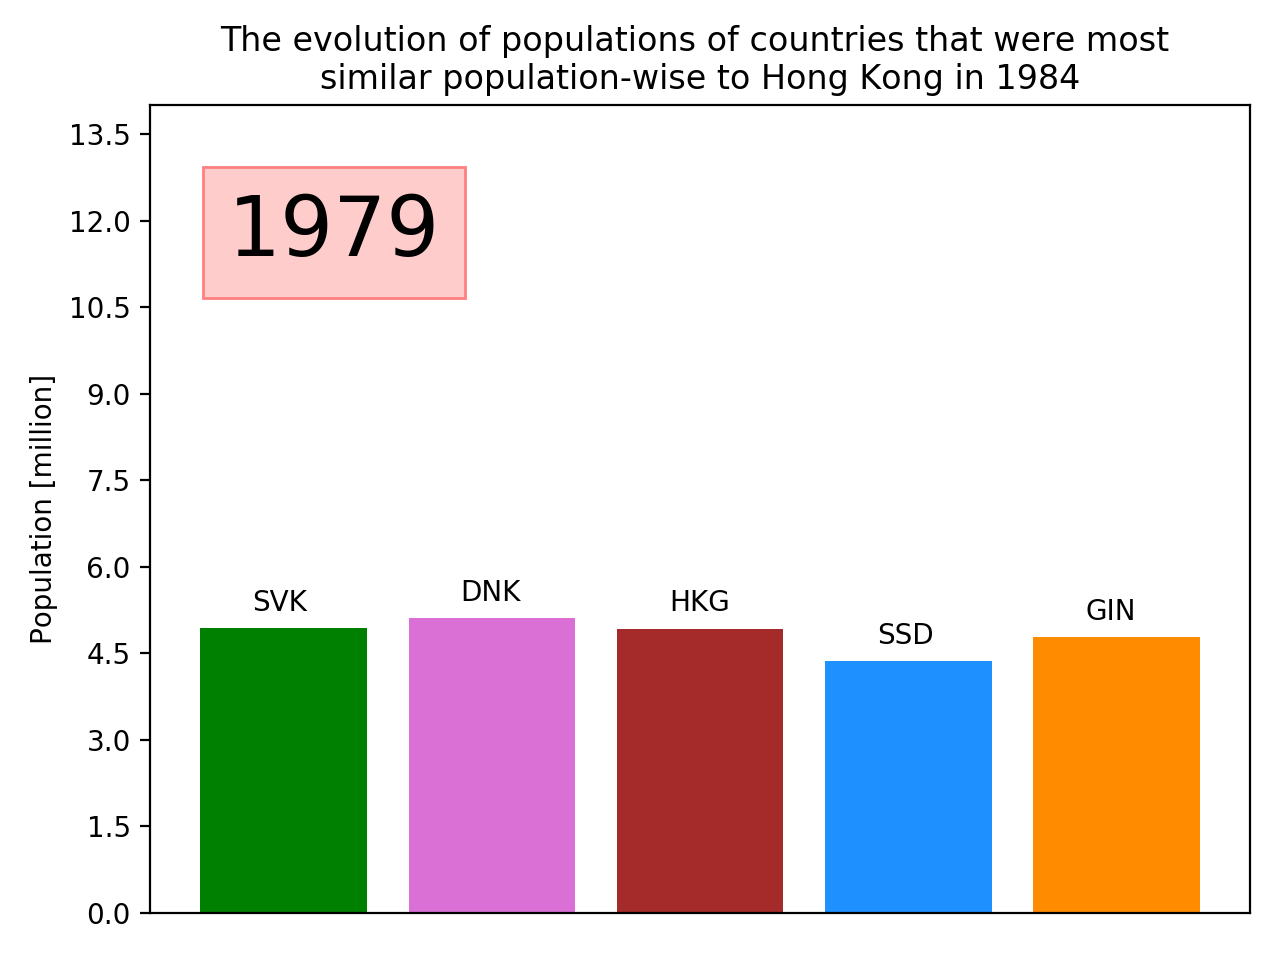 The evolution of populations of countries that were most
similar population-wise to Hong Kong in 1984
13.5
12.0
10.5
9.0
7.5
6.0
4.5
3.0
1.5
0.0
Population [million]
1979
SVK
DNK
HKG
SSD
GIN